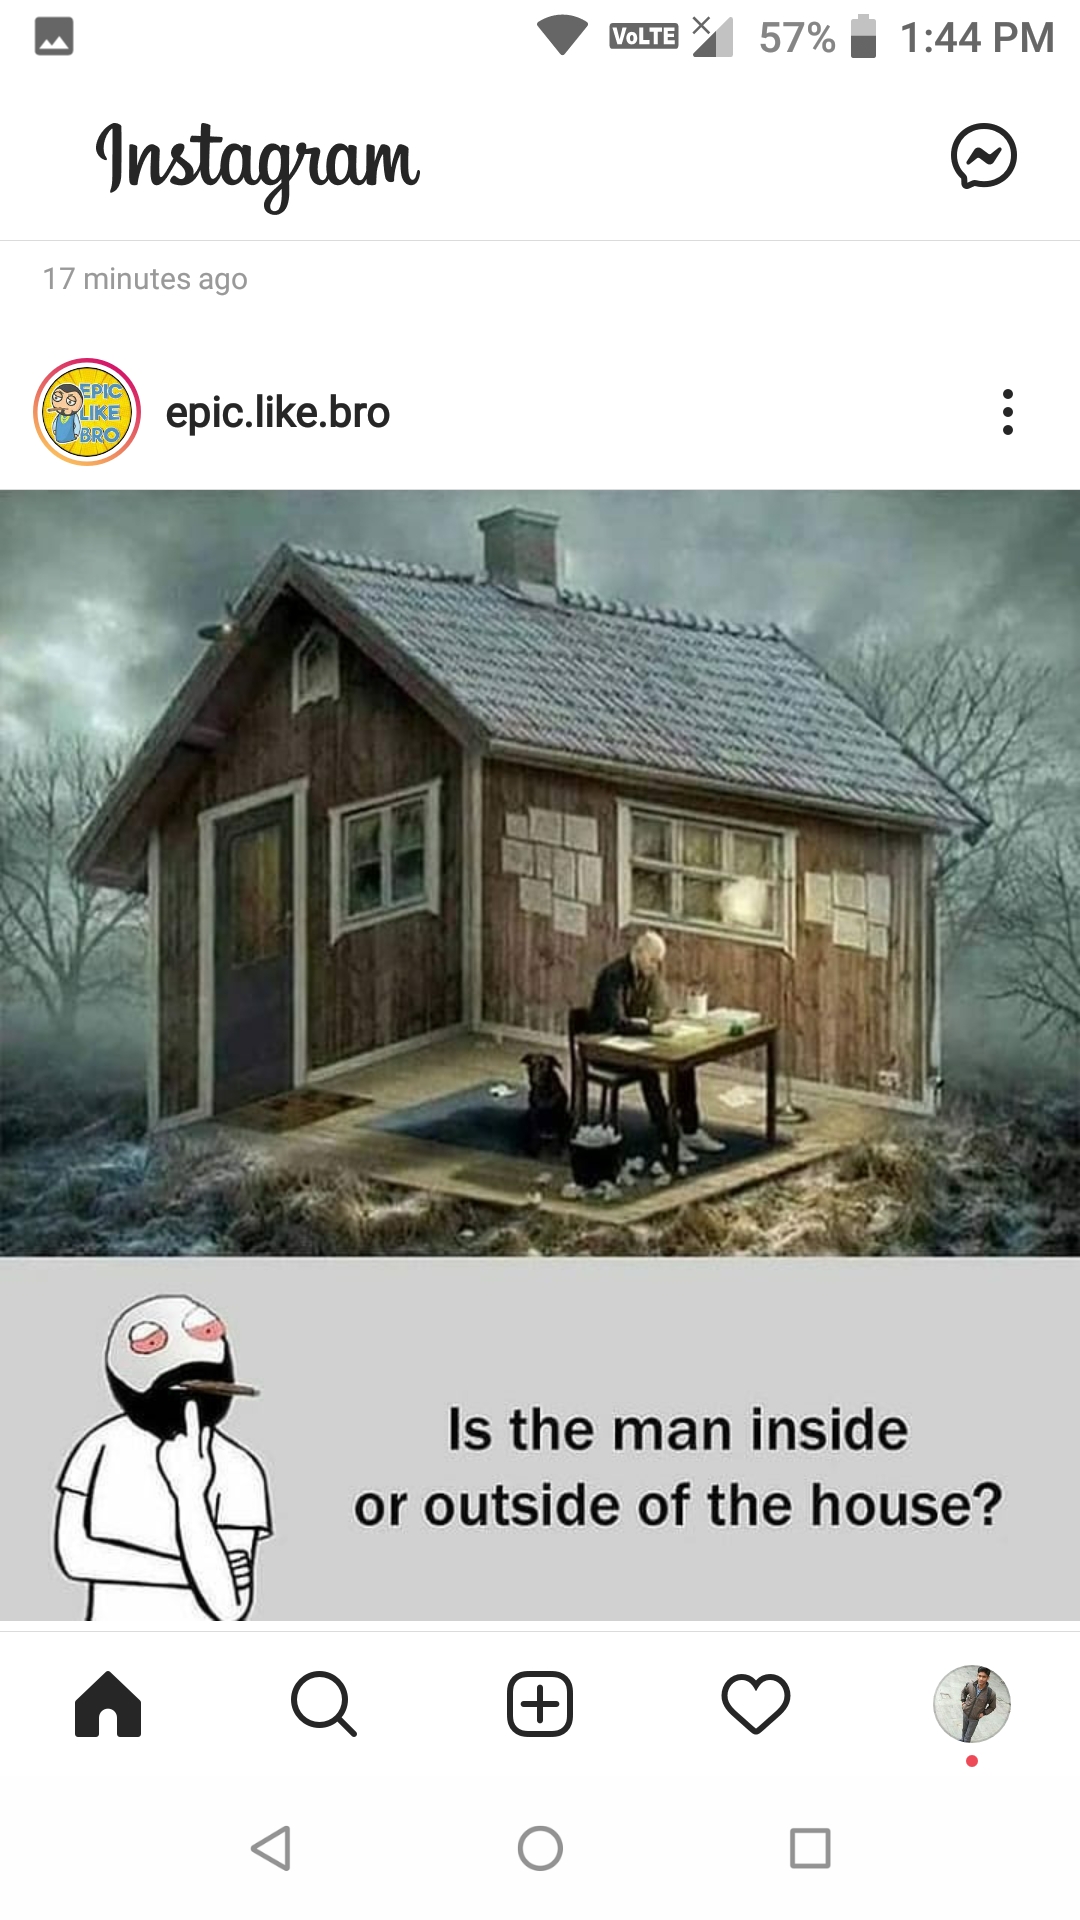 VoLTE 57% 1:44 PM
Instagram
17 minutes ago
EPIC
LIKE
BRO
epic.like.bro
Is the man inside
or outside of the house?